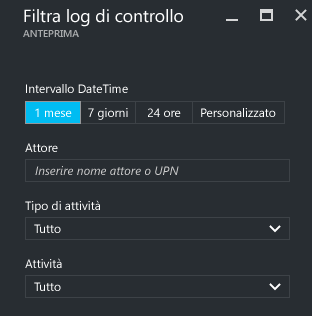 Filtra log di controllo
ANTEPRIMA
Intervallo DateTime
1 mese 7 giorni 24 ore Personalizzato
Attore
Inserire nome attore o UPN
Tipo di attività
Tutto
Attività
Tutto